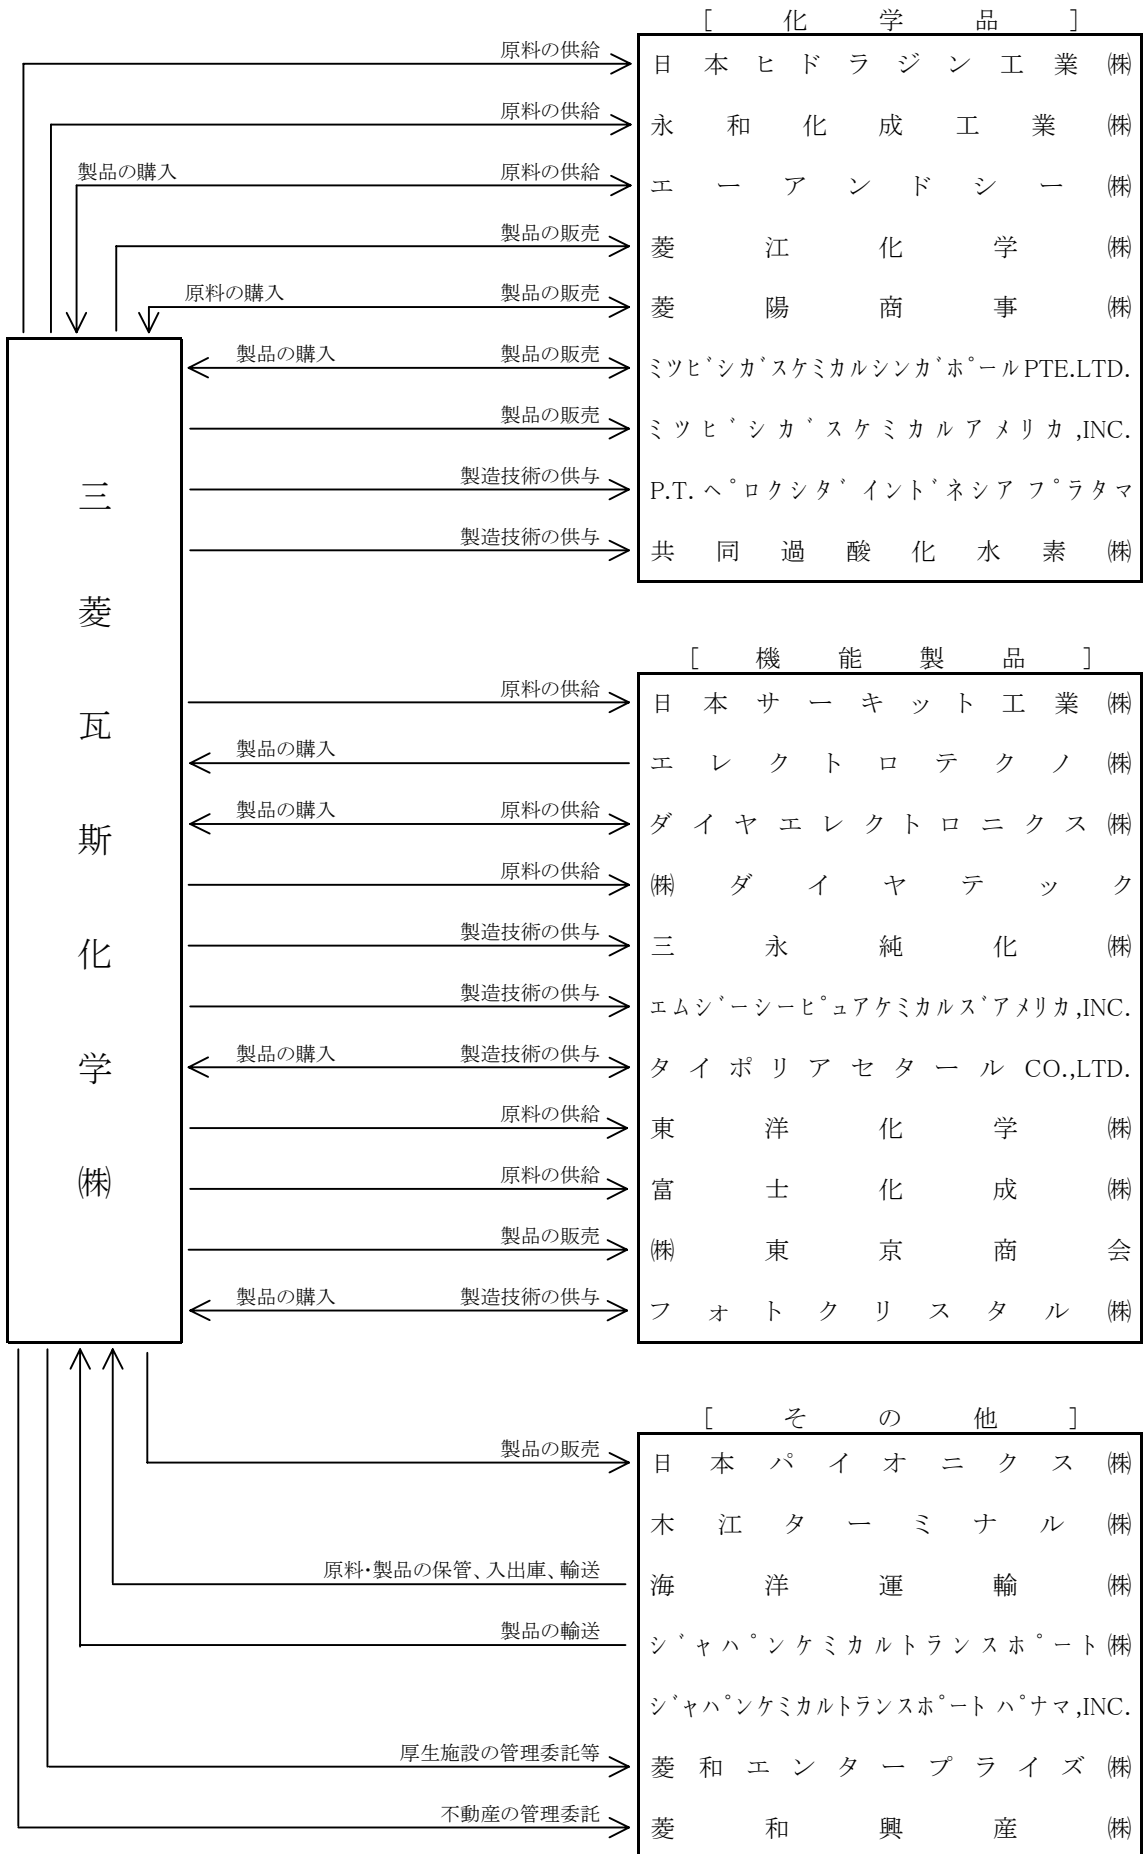 [化学品]
原料の供給
日本ヒドラジン工業㈱
原料の供給
永和化成工業㈱
製品の購入 原料の供給
エーアンドシー㈱
製品の販売
菱江化学㈱
原料の購入 製品の販売
菱陽商事㈱
製品の購入 製品の販売
ミツビシガスケミカルシンガポールPTE.LTD.
製品の販売
ミツビシガスケミカルアメリカ,INC.
製造技術の供与
P.T.ペロクシダ インドネシア プラタマ
製造技術の供与
共同過酸化水素㈱
三菱瓦斯化学㈱
[機能製品]
原料の供給
日本サーキット工業㈱
製品の購入
エレクトロテクノ㈱
製品の購入 原料の供給
ダイヤエレクトロニクス㈱
原料の供給
㈱ダイヤテック
製造技術の供与
三永純化㈱
製造技術の供与
エムジーシーピュアケミカルズアメリカ,INC.
製品の購入 製造技術の供与
タイポリアセタール CO.,LTD.
原料の供給
東洋化学㈱
原料の供給
富士化成㈱
製品の販売
㈱東京商会
製品の購入 製造技術の供与
フォトクリスタル㈱
[その他]
製品の販売
日本パイオニクス㈱
木江ターミナル㈱
原料・製品の保管、入出庫、輸送
海洋運輸㈱
製品の輸送
ジャパンケミカルトランスポート㈱
ジャパンケミカルトランスポート パナマ,INC.
厚生施設の管理委託等
菱和エンタープライズ㈱
不動産の管理委託
菱和興産㈱